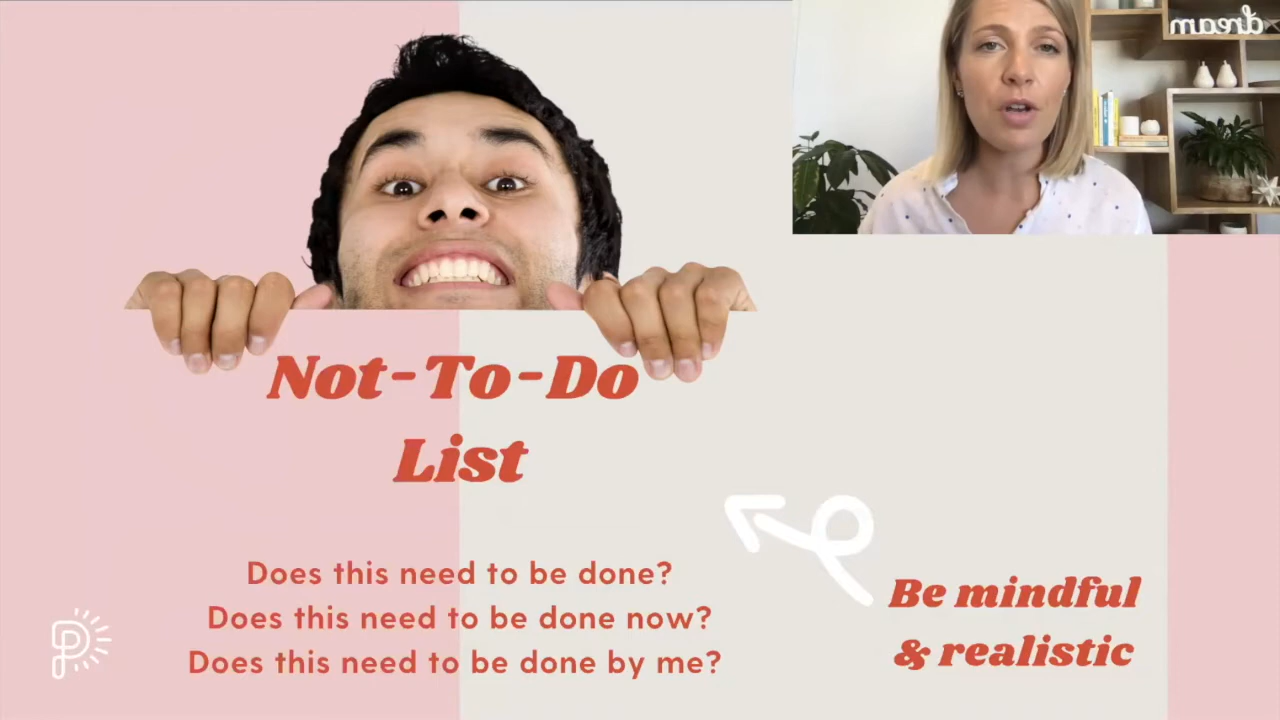 dream
Not-To-Do
List
Does this need to be done?
Does this need to be done now?
Does this need to be done by me?
Be mindful
& realistic
P